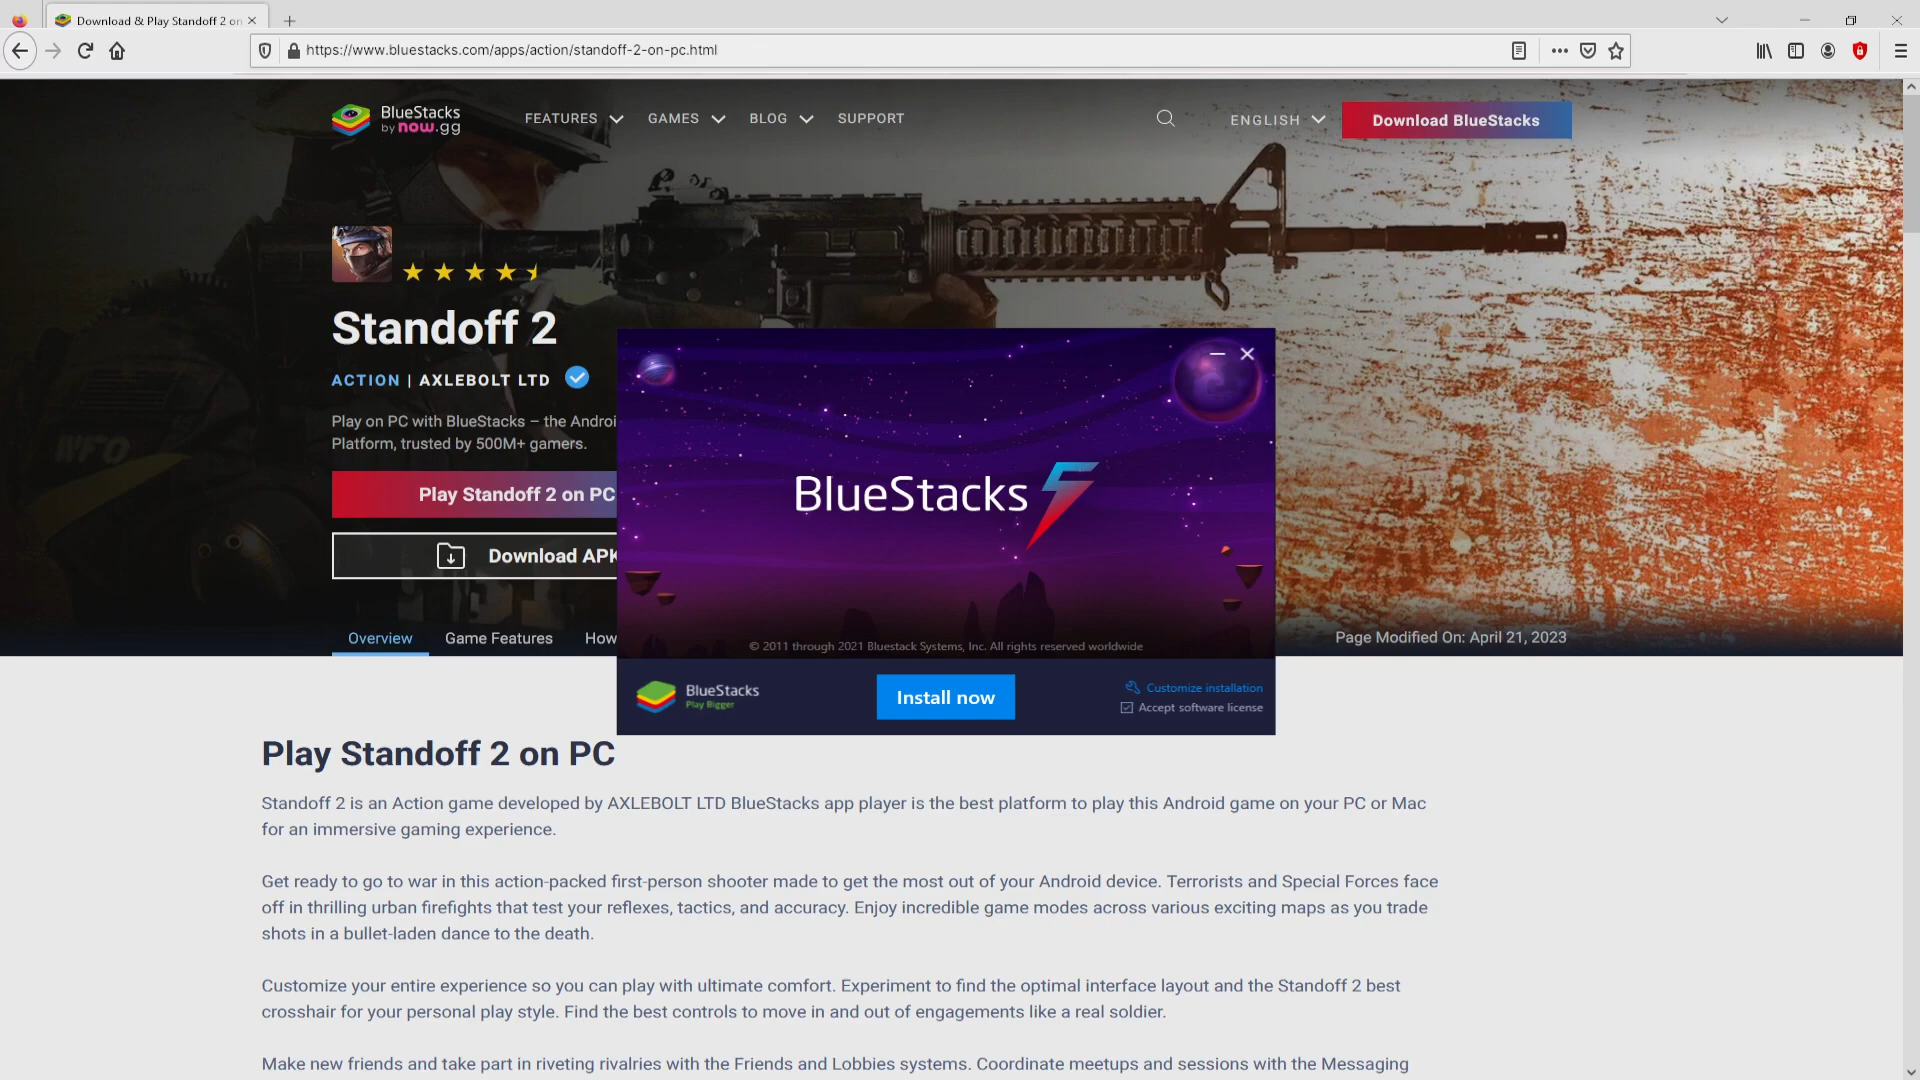 Download & Play Standoff 2 on
https://www.bluestacks.com/apps/action/standoff-2-on-pc.html
BlueStacks
by now.gg
FEATURES
GAMES
BLOG
SUPPORT
ENGLISH
Download BlueStacks
WFO
Standoff 2
ACTION | AXLEBOLT LTD
Play on PC with BlueStacks – the Androi
Platform, trusted by 500M+ gamers.
Play Standoff 2 on PC
Download APK
Overview
Game Features
How
Page Modified On: April 21, 2023
BlueStacks 5
© 2011 through 2021 Bluestack Systems, Inc. All rights reserved worldwide
BlueStacks
Play Bigger
Install now
Customize installation
Accept software license
Play Standoff 2 on PC
Standoff 2 is an Action game developed by AXLEBOLT LTD BlueStacks app player is the best platform to play this Android game on your PC or Mac
for an immersive gaming experience.
Get ready to go to war in this action-packed first-person shooter made to get the most out of your Android device. Terrorists and Special Forces face
off in thrilling urban firefights that test your reflexes, tactics, and accuracy. Enjoy incredible game modes across various exciting maps as you trade
shots in a bullet-laden dance to the death.
Customize your entire experience so you can play with ultimate comfort. Experiment to find the optimal interface layout and the Standoff 2 best
crosshair for your personal play style. Find the best controls to move in and out of engagements like a real soldier.
Make new friends and take part in riveting rivalries with the Friends and Lobbies systems. Coordinate meetups and sessions with the Messaging